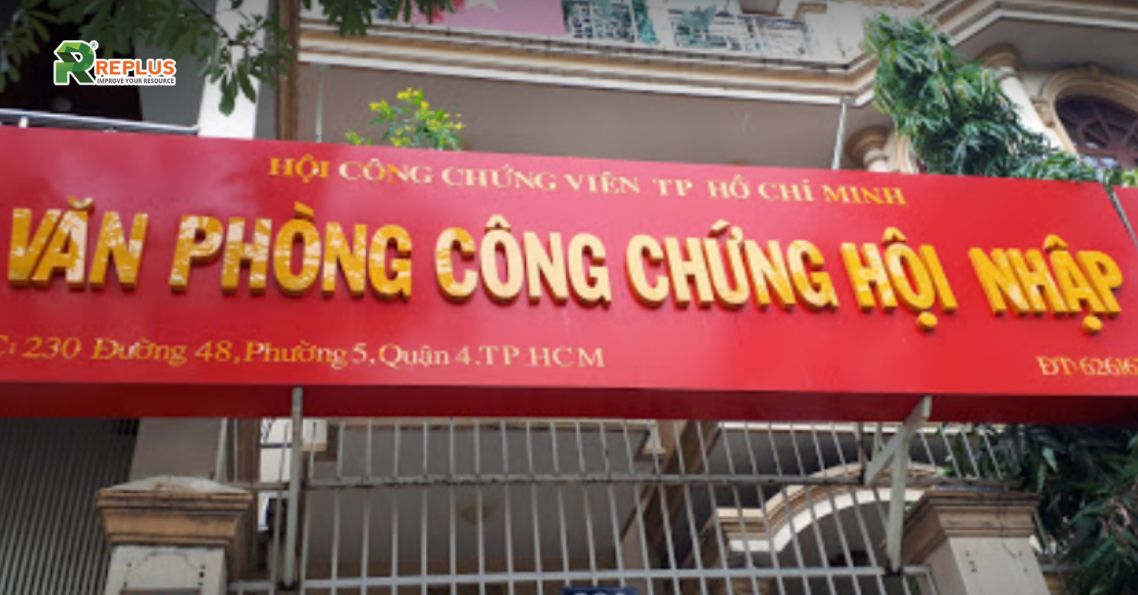 REPLUS
IMPROVE YOUR RESOURCE
HỘI CÔNG CHỨNG VIÊN TP HỒ CHÍ MINH
VĂN PHÒNG CÔNG CHỨNG HỘI NHẬP
C: 230 Đường 48, Phường 5, Quận 4.TP.HCM
ĐT: 62616